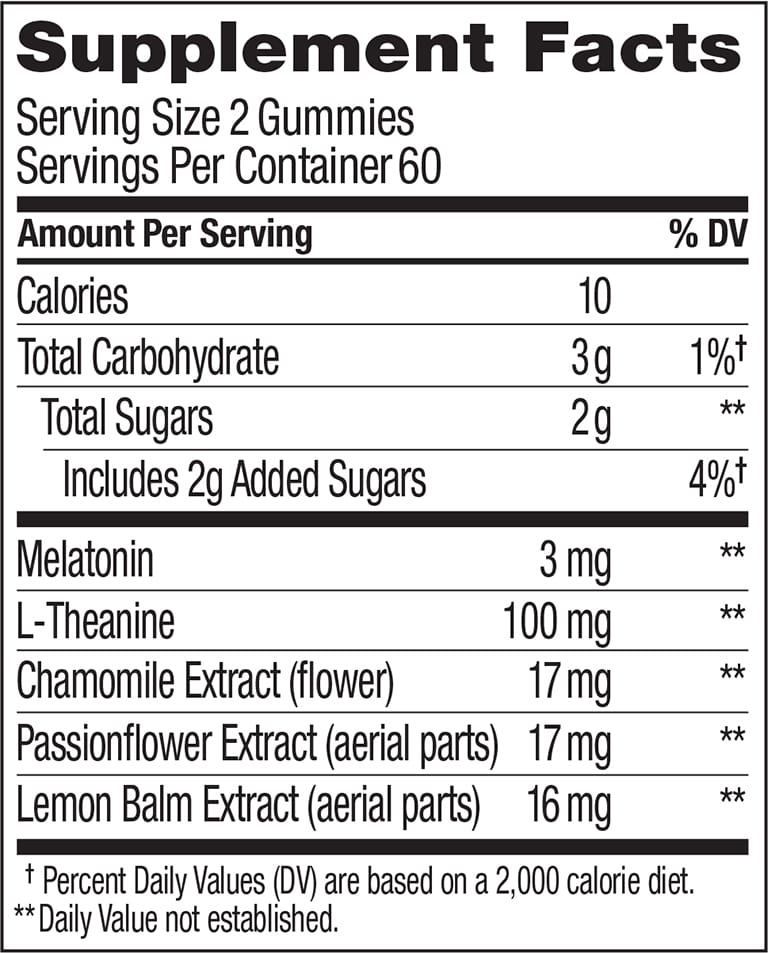 Supplement Facts
Serving Size 2 Gummies
Servings Per Container 60
Amount Per Serving % DV
Calories 10
Total Carbohydrate 3 g 1%†
Total Sugars 2 g **
Includes 2g Added Sugars 4%†
Melatonin 3 mg **
L-Theanine 100 mg **
Chamomile Extract (flower) 17 mg **
Passionflower Extract (aerial parts) 17 mg **
Lemon Balm Extract (aerial parts) 16 mg **
† Percent Daily Values (DV) are based on a 2,000 calorie diet.
** Daily Value not established.